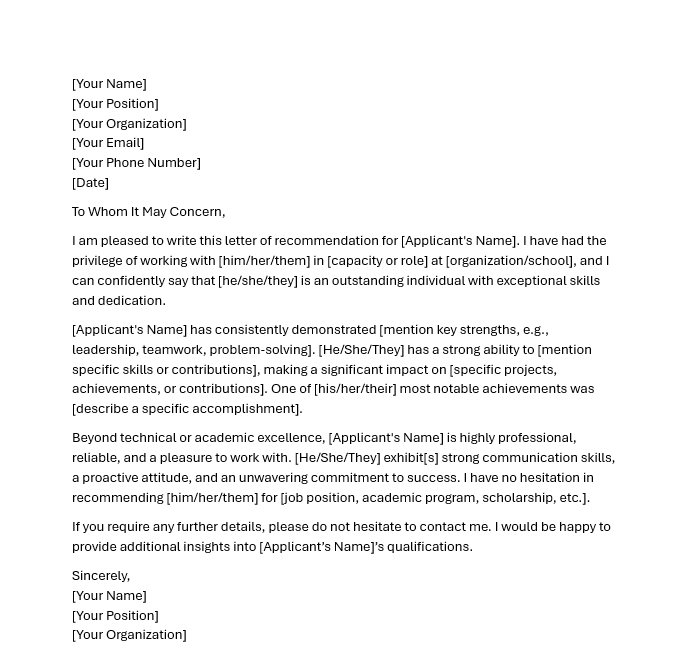 [Your Name]
[Your Position]
[Your Organization]
[Your Email]
[Your Phone Number]
[Date]
To Whom It May Concern,
I am pleased to write this letter of recommendation for [Applicant's Name]. I have had the
privilege of working with [him/her/them] in [capacity or role] at [organization/school], and I
can confidently say that [he/she/they] is an outstanding individual with exceptional skills
and dedication.
[Applicant's Name] has consistently demonstrated [mention key strengths, e.g.,
leadership, teamwork, problem-solving]. [He/She/They] has a strong ability to [mention
specific skills or contributions], making a significant impact on [specific projects,
achievements, or contributions]. One of [his/her/their] most notable achievements was
[describe a specific accomplishment].
Beyond technical or academic excellence, [Applicant's Name] is highly professional,
reliable, and a pleasure to work with. [He/She/They] exhibit[s] strong communication skills,
a proactive attitude, and an unwavering commitment to success. I have no hesitation in
recommending [him/her/them] for [job position, academic program, scholarship, etc.].
If you require any further details, please do not hesitate to contact me. I would be happy to
provide additional insights into [Applicant’s Name]’s qualifications.
Sincerely,
[Your Name]
[Your Position]
[Your Organization]